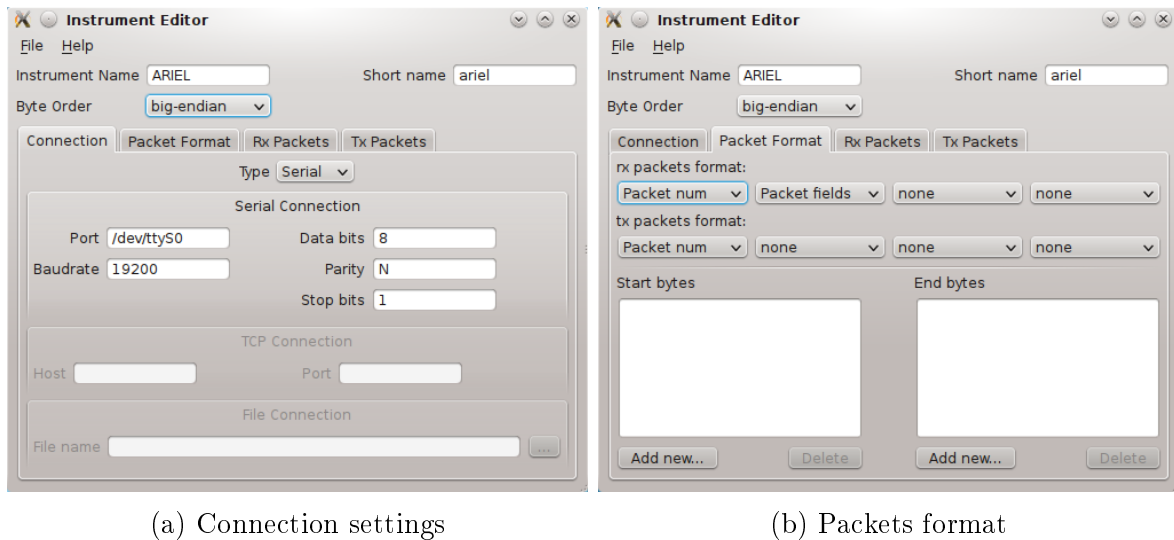 Instrument Editor
File Help
Instrument Name ARIEL Short name ariel
Byte Order big-endian
Connection Packet Format Rx Packets Tx Packets
Type Serial
Serial Connection
Port /dev/ttyS0 Data bits 8
Baudrate 19200 Parity N
Stop bits 1
TCP Connection
Host Port
File Connection
File name ...
(a) Connection settings
Instrument Editor
File Help
Instrument Name ARIEL Short name ariel
Byte Order big-endian
Connection Packet Format Rx Packets Tx Packets
rx packets format:
Packet num Packet fields none none
tx packets format:
Packet num none none none
Start bytes End bytes
Add new... Delete Add new... Delete
(b) Packets format